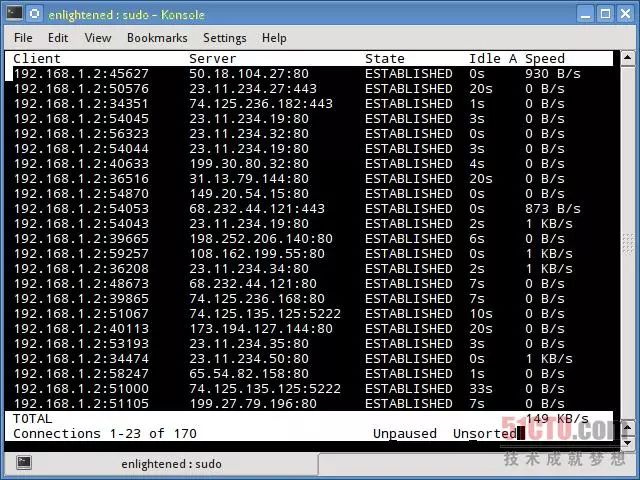 enlightened : sudo – Konsole
File Edit View Bookmarks Settings Help
Client Server State Idle A Speed
192.168.1.2:45627 50.18.104.27:80 ESTABLISHED 0s 930 B/s
192.168.1.2:50576 23.11.234.27:443 ESTABLISHED 20s 0 B/s
192.168.1.2:34351 74.125.236.182:443 ESTABLISHED 1s 0 B/s
192.168.1.2:54045 23.11.234.19:80 ESTABLISHED 3s 0 B/s
192.168.1.2:56323 23.11.234.32:80 ESTABLISHED 0s 0 B/s
192.168.1.2:54044 23.11.234.19:80 ESTABLISHED 3s 0 B/s
192.168.1.2:40633 199.30.80.32:80 ESTABLISHED 4s 0 B/s
192.168.1.2:36516 31.13.79.144:80 ESTABLISHED 20s 0 B/s
192.168.1.2:54870 149.20.54.15:80 ESTABLISHED 0s 0 B/s
192.168.1.2:54053 68.232.44.121:443 ESTABLISHED 0s 873 B/s
192.168.1.2:54043 23.11.234.19:80 ESTABLISHED 2s 1 KB/s
192.168.1.2:39665 198.252.206.140:80 ESTABLISHED 6s 0 B/s
192.168.1.2:59257 108.162.199.55:80 ESTABLISHED 0s 1 KB/s
192.168.1.2:36208 23.11.234.34:80 ESTABLISHED 2s 1 KB/s
192.168.1.2:48673 68.232.44.121:80 ESTABLISHED 7s 0 B/s
192.168.1.2:39865 74.125.236.168:80 ESTABLISHED 7s 0 B/s
192.168.1.2:51067 74.125.135.125:5222 ESTABLISHED 10s 0 B/s
192.168.1.2:40113 173.194.127.144:80 ESTABLISHED 20s 0 B/s
192.168.1.2:53193 23.11.234.35:80 ESTABLISHED 3s 0 B/s
192.168.1.2:34474 23.11.234.50:80 ESTABLISHED 0s 1 KB/s
192.168.1.2:58247 65.54.82.158:80 ESTABLISHED 1s 0 B/s
192.168.1.2:51000 74.125.135.125:5222 ESTABLISHED 33s 0 B/s
192.168.1.2:51105 199.27.79.196:80 ESTABLISHED 7s 0 B/s
TOTAL 149 KB/s
Connections 1-23 of 170 Unpaused Unsorted
51CTO.com
技术成就梦想
enlightened : sudo